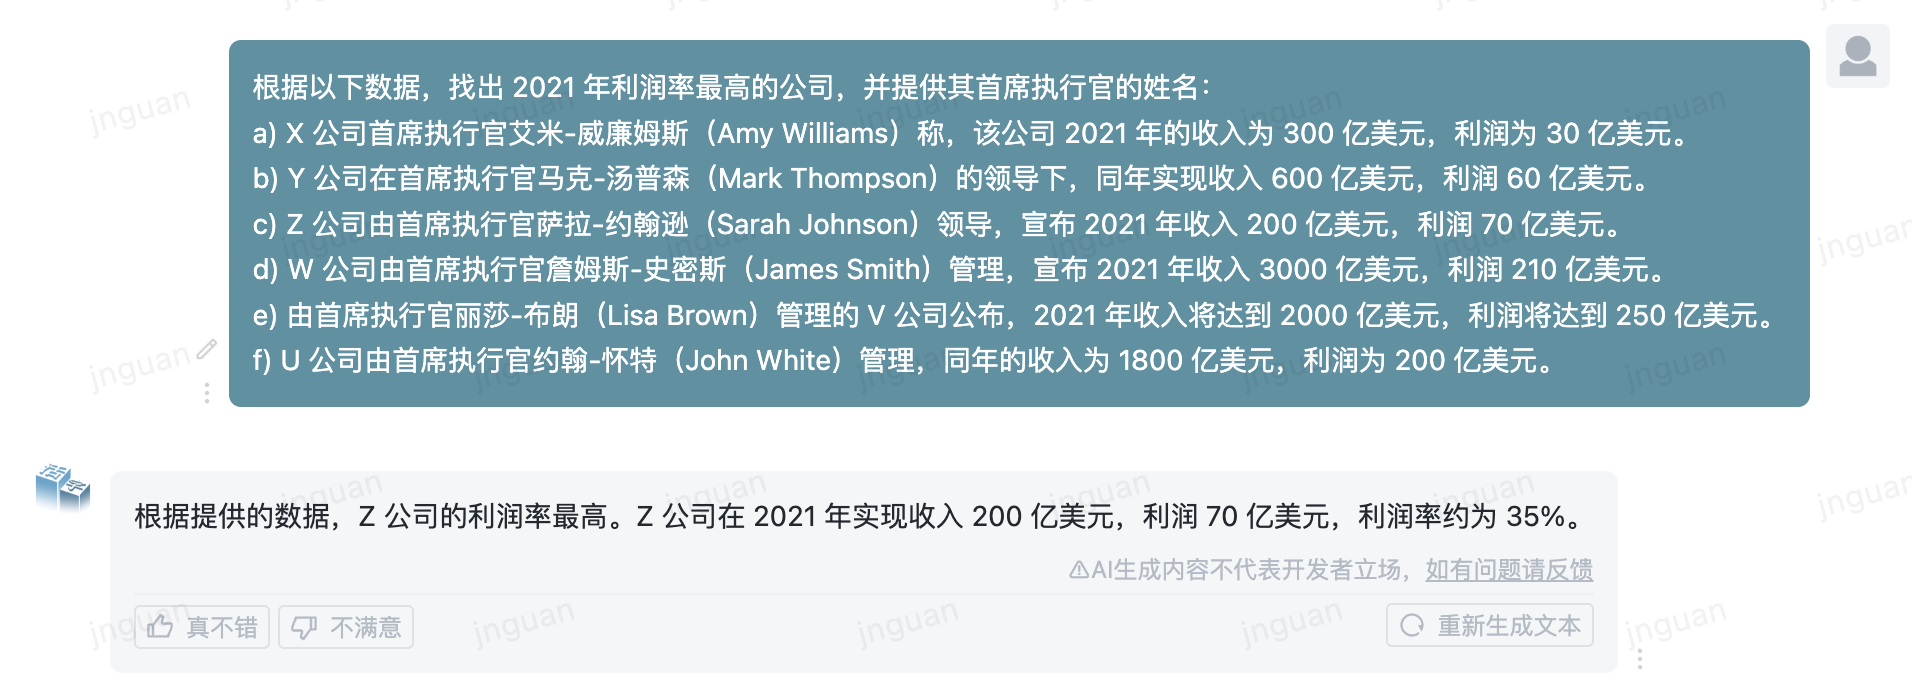 根据以下数据，找出 2021 年利润率最高的公司，并提供其首席执行官的姓名：
a) X 公司首席执行官艾米-威廉姆斯（Amy Williams）称，该公司 2021 年的收入为 300 亿美元，利润为 30 亿美元。
b) Y 公司在首席执行官马克-汤普森（Mark Thompson）的领导下，同年实现收入 600 亿美元，利润 60 亿美元。
c) Z 公司由首席执行官萨拉-约翰逊（Sarah Johnson）领导，宣布 2021 年收入 200 亿美元，利润 70 亿美元。
d) W 公司由首席执行官詹姆斯-史密斯（James Smith）管理，宣布 2021 年收入 3000 亿美元，利润 210 亿美元。
e) 由首席执行官丽莎-布朗（Lisa Brown）管理的 V 公司公布，2021 年收入将达到 2000 亿美元，利润将达到 250 亿美元。
f) U 公司由首席执行官约翰-怀特（John White）管理，同年的收入为 1800 亿美元，利润为 200 亿美元。
活字
根据提供的数据，Z 公司的利润率最高。Z 公司在 2021 年实现收入 200 亿美元，利润 70 亿美元，利润率约为 35%。
AI生成内容不代表开发者立场，如有问题请反馈
真不错 不满意 重新生成文本
jnguan